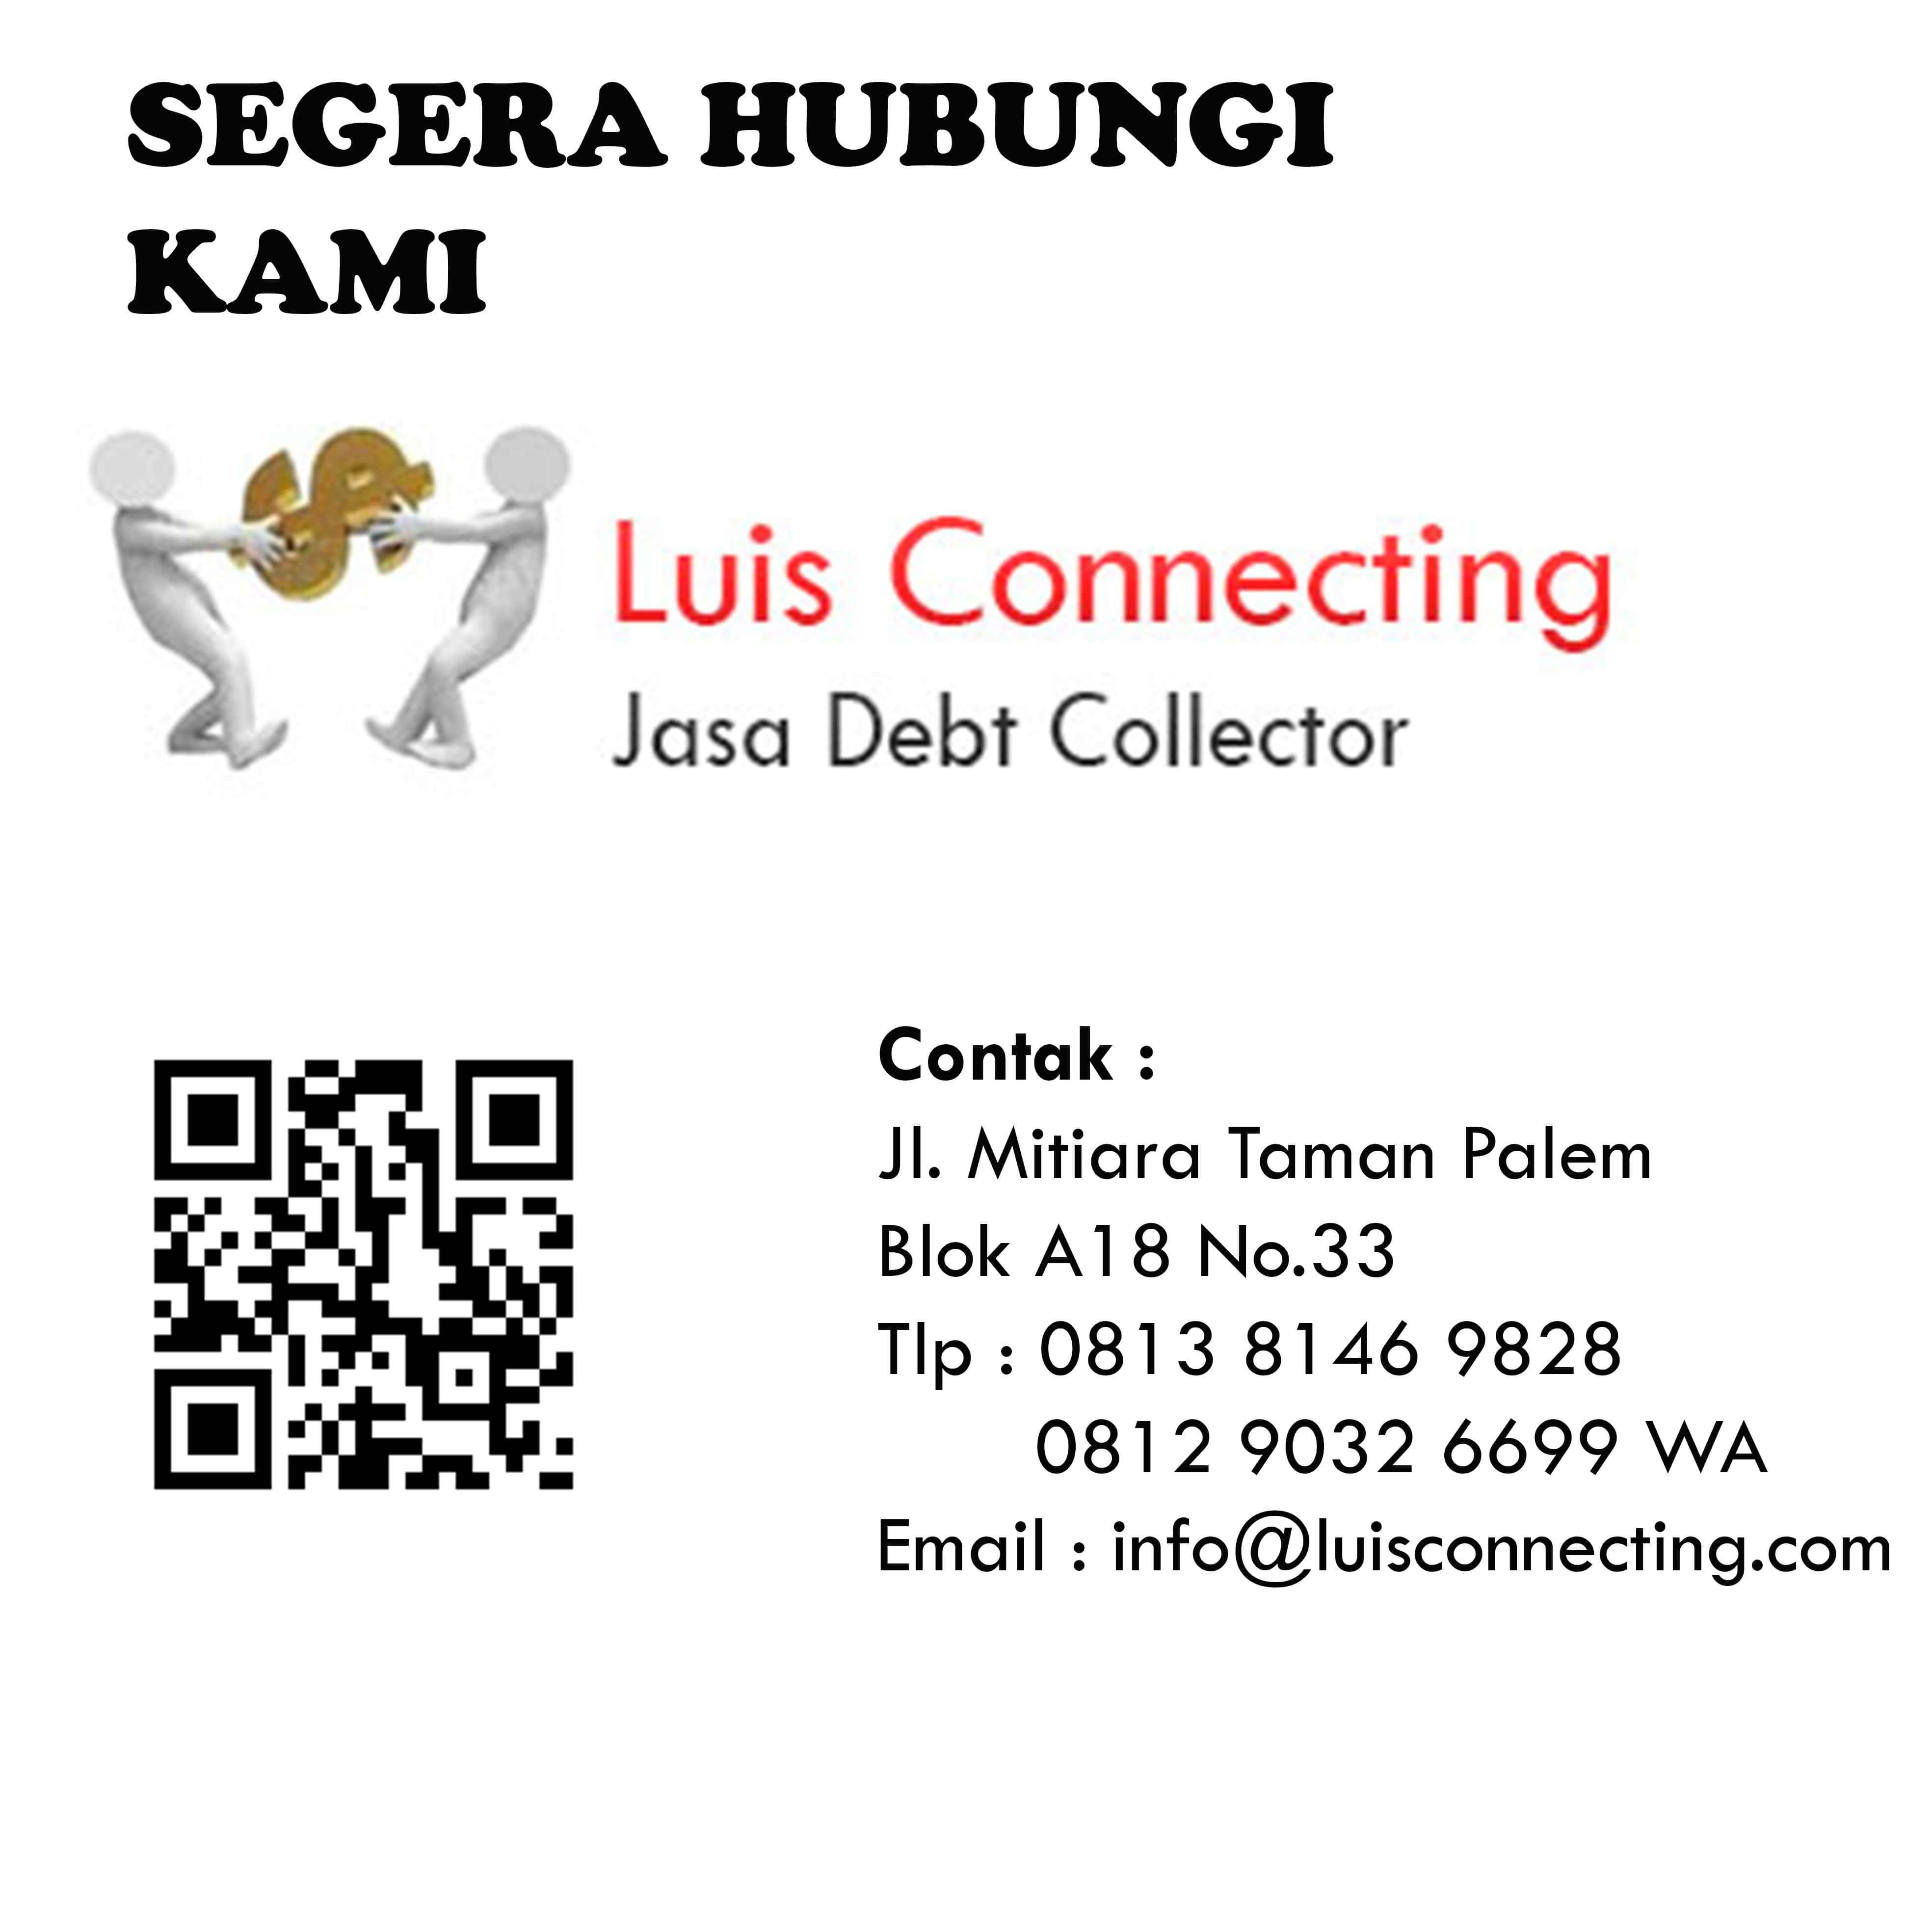 SEGERA HUBUNGI
KAMI
Luis Connecting
Jasa Debt Collector
Contak :
Jl. Mitiara Taman Palem
Blok A18 No.33
Tlp : 0813 8146 9828
0812 9032 6699 WA
Email : info@luisconnecting.com